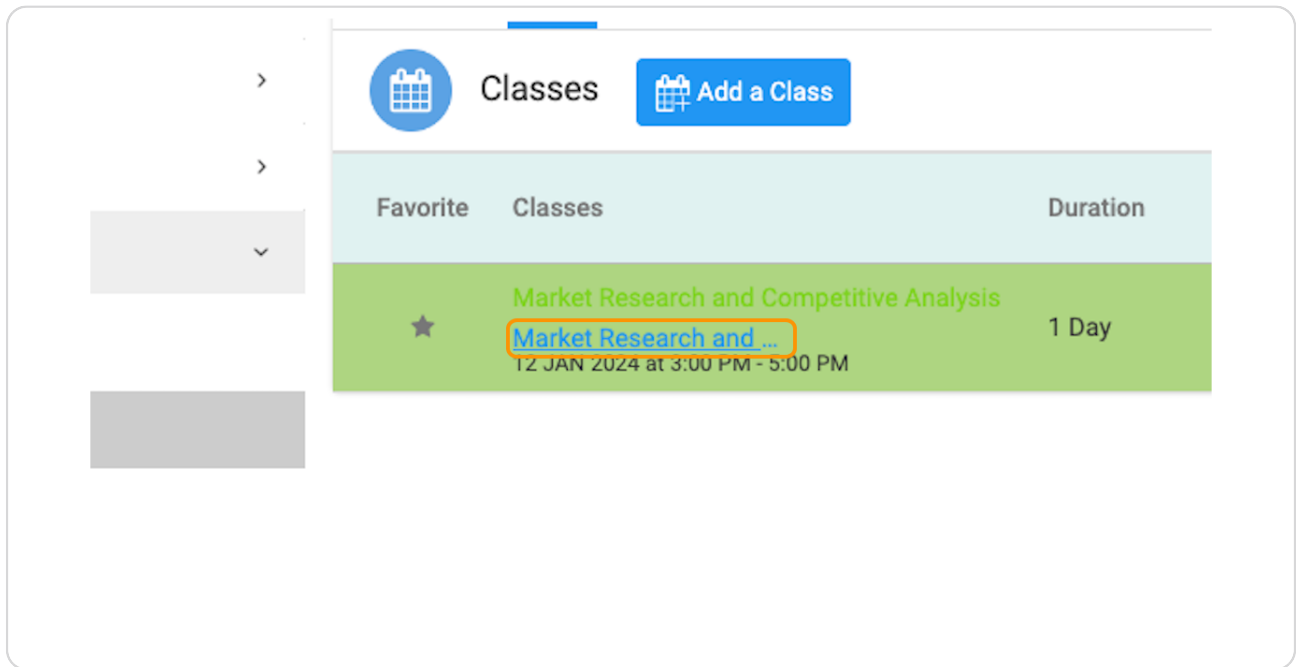 Classes
Add a Class
Favorite Classes Duration
Market Research and Competitive Analysis
Market Research and ...
12 JAN 2024 at 3:00 PM - 5:00 PM
1 Day